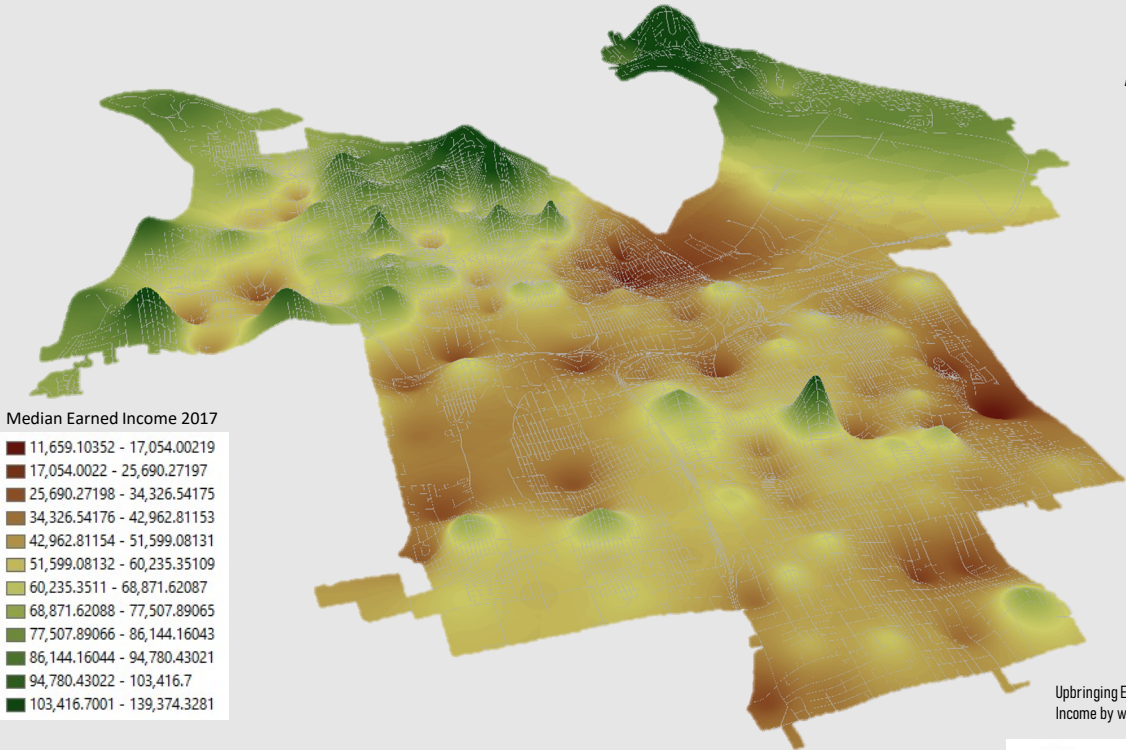 Median Earned Income 2017
11,659.10352 - 17,054.00219
17,054.0022 - 25,690.27197
25,690.27198 - 34,326.54175
34,326.54176 - 42,962.81153
42,962.81154 - 51,599.08131
51,599.08132 - 60,235.35109
60,235.3511 - 68,871.62087
68,871.62088 - 77,507.89065
77,507.89066 - 86,144.16043
86,144.16044 - 94,780.43021
94,780.43022 - 103,416.7
103,416.7001 - 139,374.3281
Upbringing E
Income by w